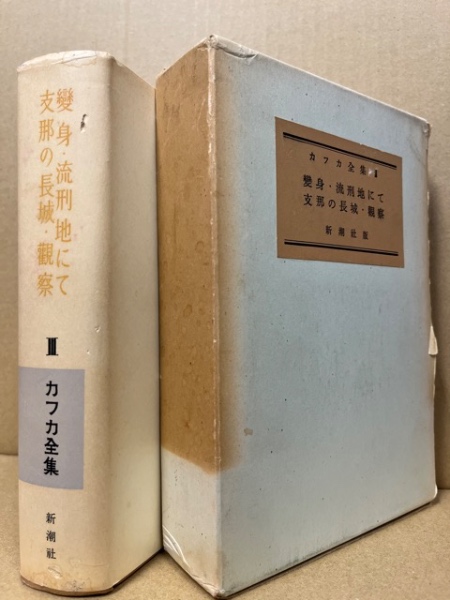 變身・流刑地にて
支那の長城・觀察
III
カフカ全集
新潮社
カフカ全集 III
變身・流刑地にて
支那の長城・觀察
新潮社版